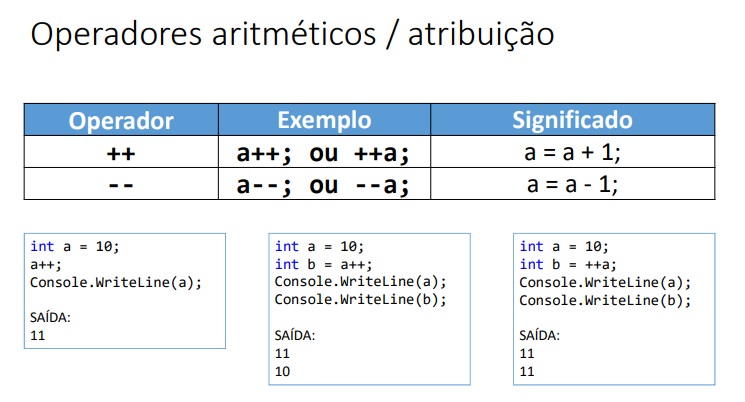 Operadores aritméticos / atribuição
Operador Exemplo Significado
++ a++; ou ++a; a = a + 1;
-- a--; ou --a; a = a - 1;
int a = 10;
a++;
Console.WriteLine(a);
SAÍDA:
11
int a = 10;
int b = a++;
Console.WriteLine(a);
Console.WriteLine(b);
SAÍDA:
11
10
int a = 10;
int b = ++a;
Console.WriteLine(a);
Console.WriteLine(b);
SAÍDA:
11
11